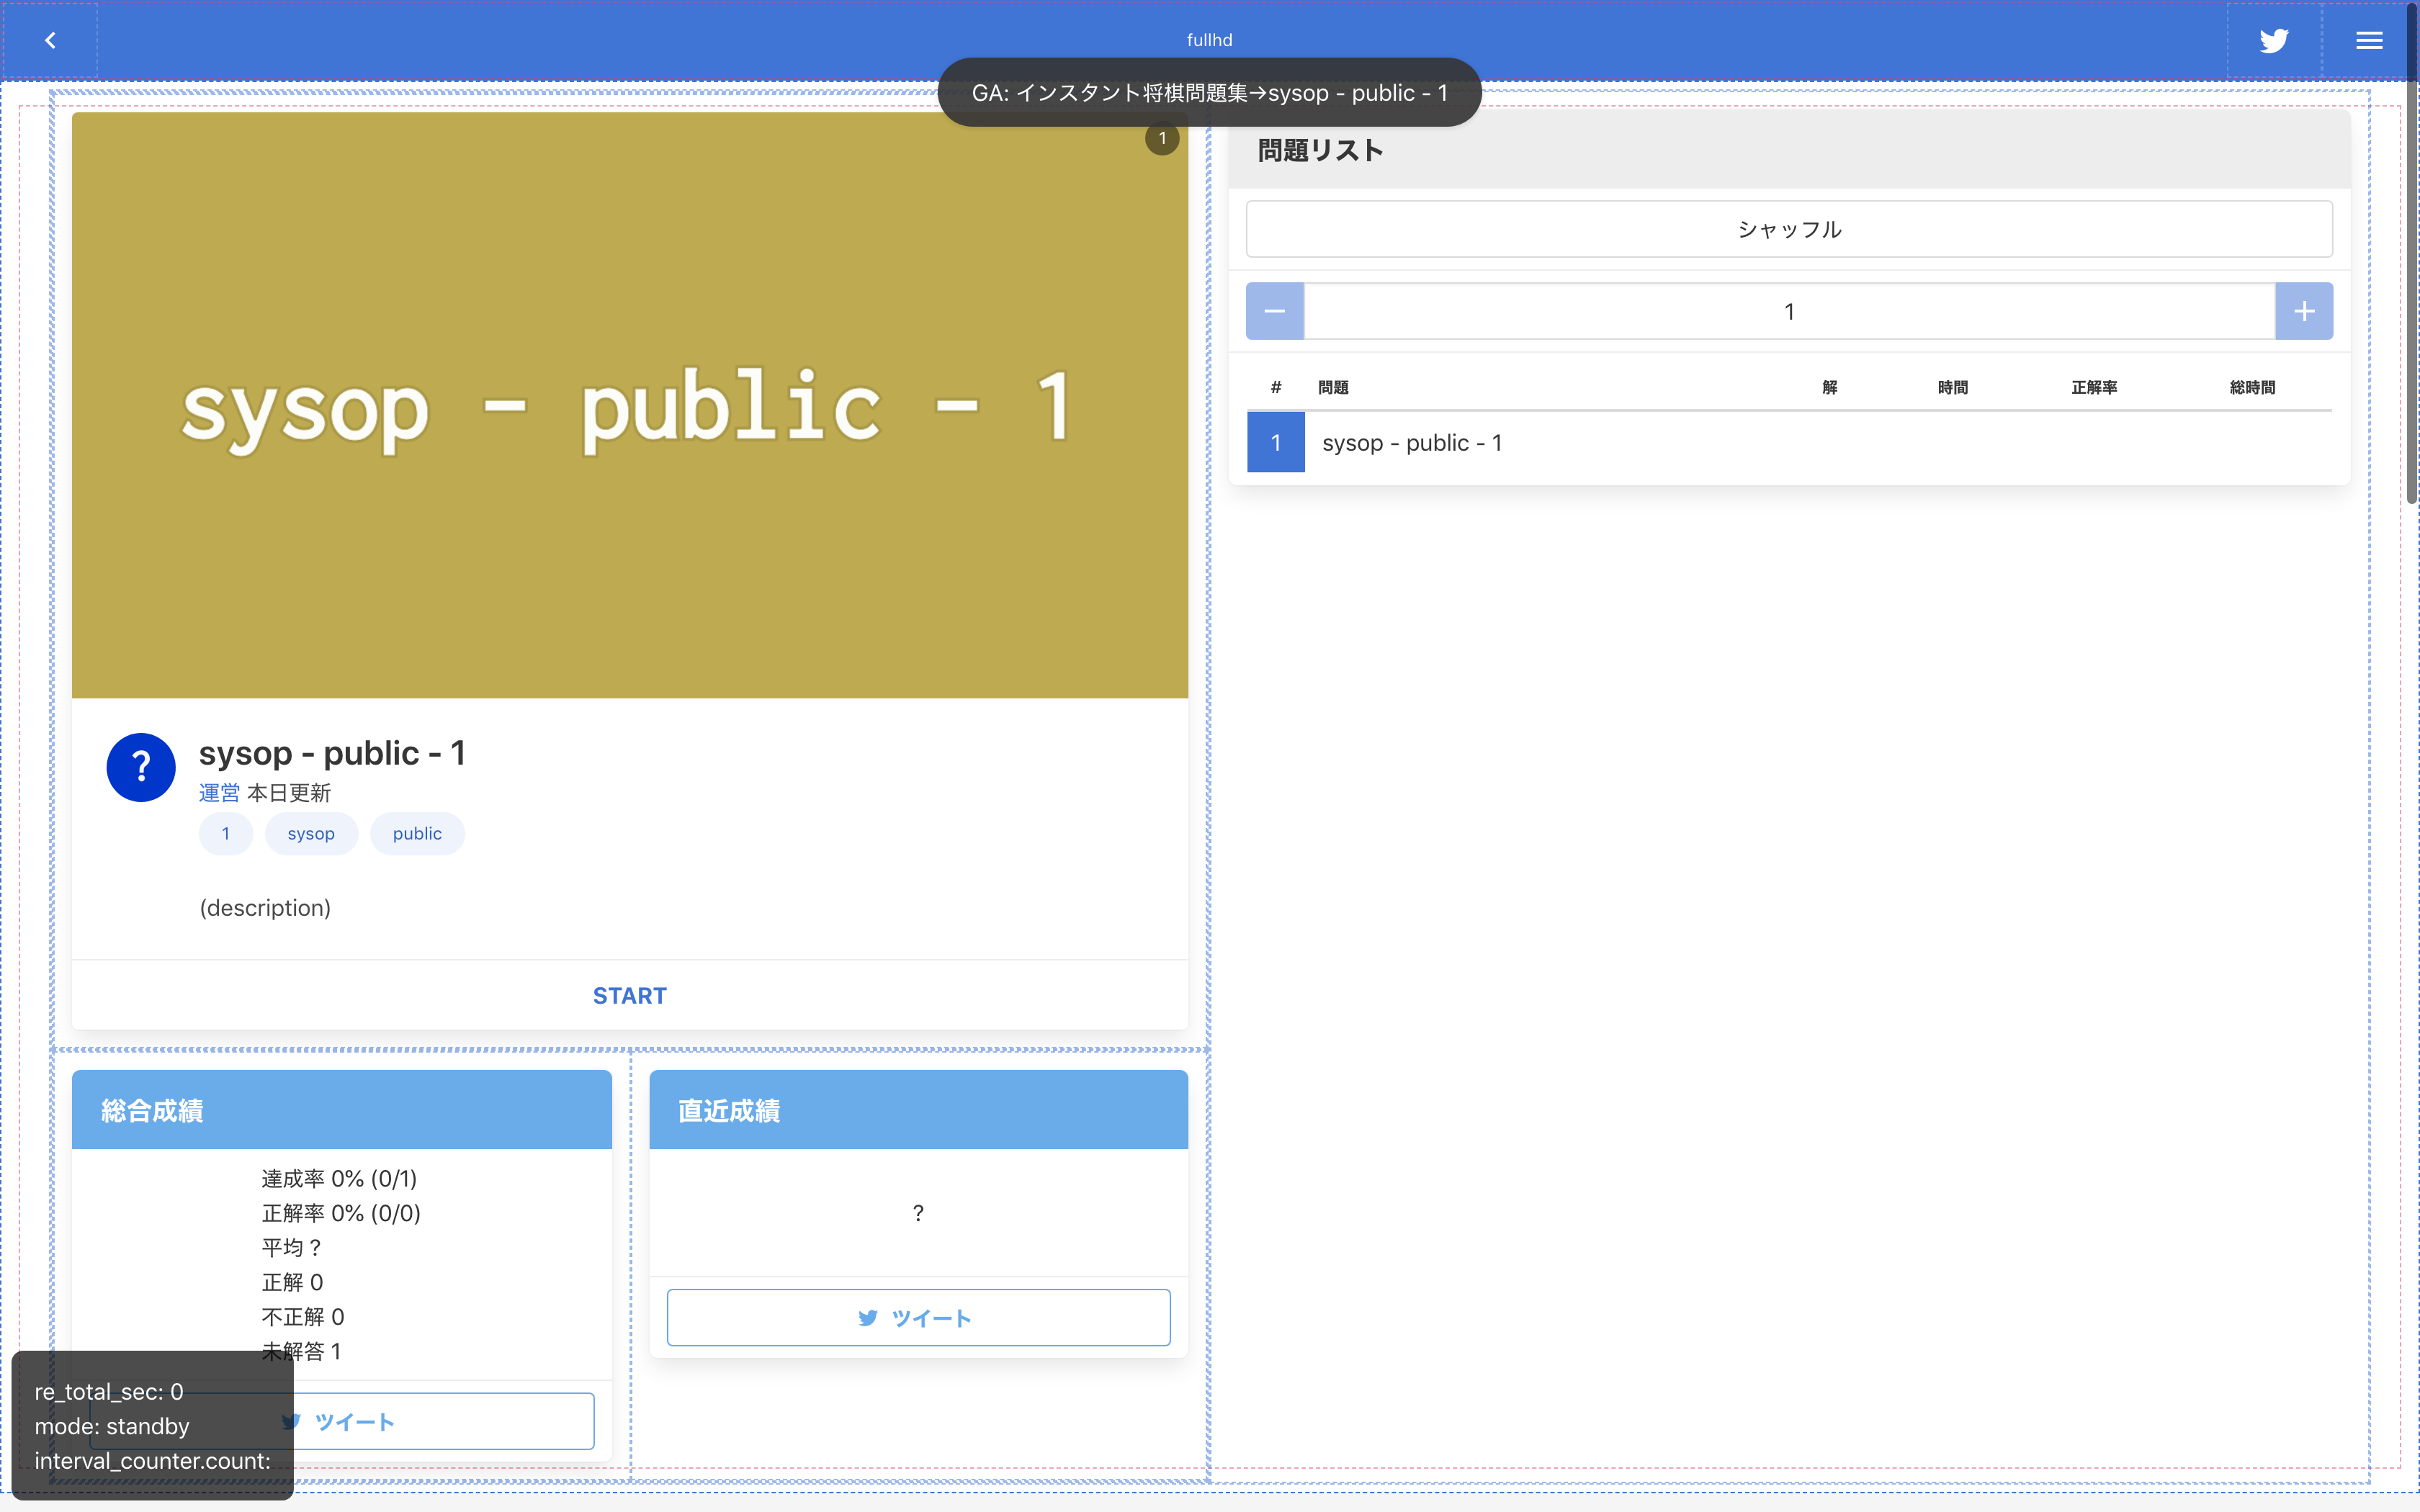 fullhd
GA: インスタント将棋問題集→sysop - public - 1
1
sysop - public - 1
?
sysop - public - 1
運営 本日更新
1 sysop public
(description)
START
総合成績
達成率 0% (0/1)
正解率 0% (0/0)
平均 ?
正解 0
不正解 0
未解答 1
ツイート
直近成績
?
ツイート
問題リスト
シャッフル
1
# 問題 解 時間 正解率 総時間
1 sysop - public - 1
re_total_sec: 0
mode: standby
interval_counter.count: